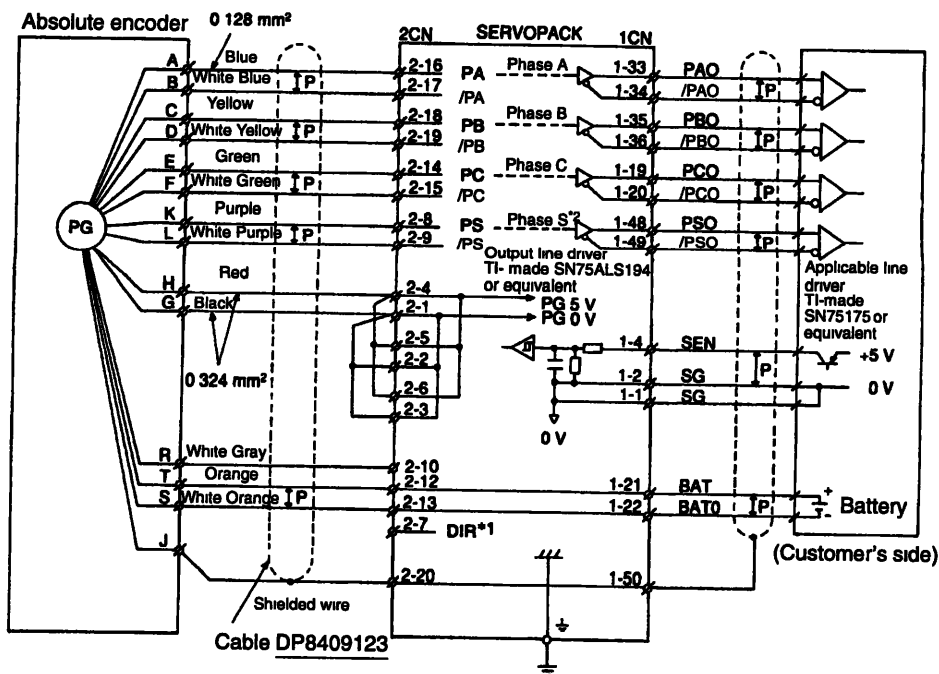 Absolute encoder
0 128 mm²
2CN SERVOPACK 1CN
A Blue 2-16 PA Phase A 1-33 PAO
B White Blue P 2-17 /PA 1-34 /PAO P
C Yellow 2-18 PB Phase B 1-35 PBO
D White Yellow P 2-19 /PB 1-36 /PBO P
E Green 2-14 PC Phase C 1-19 PCO
F White Green P 2-15 /PC 1-20 /PCO P
K Purple 2-8 PS Phase S*2 1-48 PSO
L White Purple P 2-9 /PS 1-49 /PSO P
PG
Output line driver
TI- made SN75ALS194
or equivalent
Applicable line
driver
TI-made
SN75175 or
equivalent
H Red 2-4 PG 5 V
G Black 2-1 PG 0 V
0 324 mm²
2-5
2-2
2-6
2-3
1-4 SEN +5 V
P
1-2 SG 0 V
1-1 SG
0 V
R White Gray 2-10
T Orange 2-12 1-21 BAT +
S White Orange P 2-13 1-22 BAT0 P -
Battery
2-7 DIR*1
J
(Customer's side)
2-20 1-50
Shielded wire
Cable DP8409123